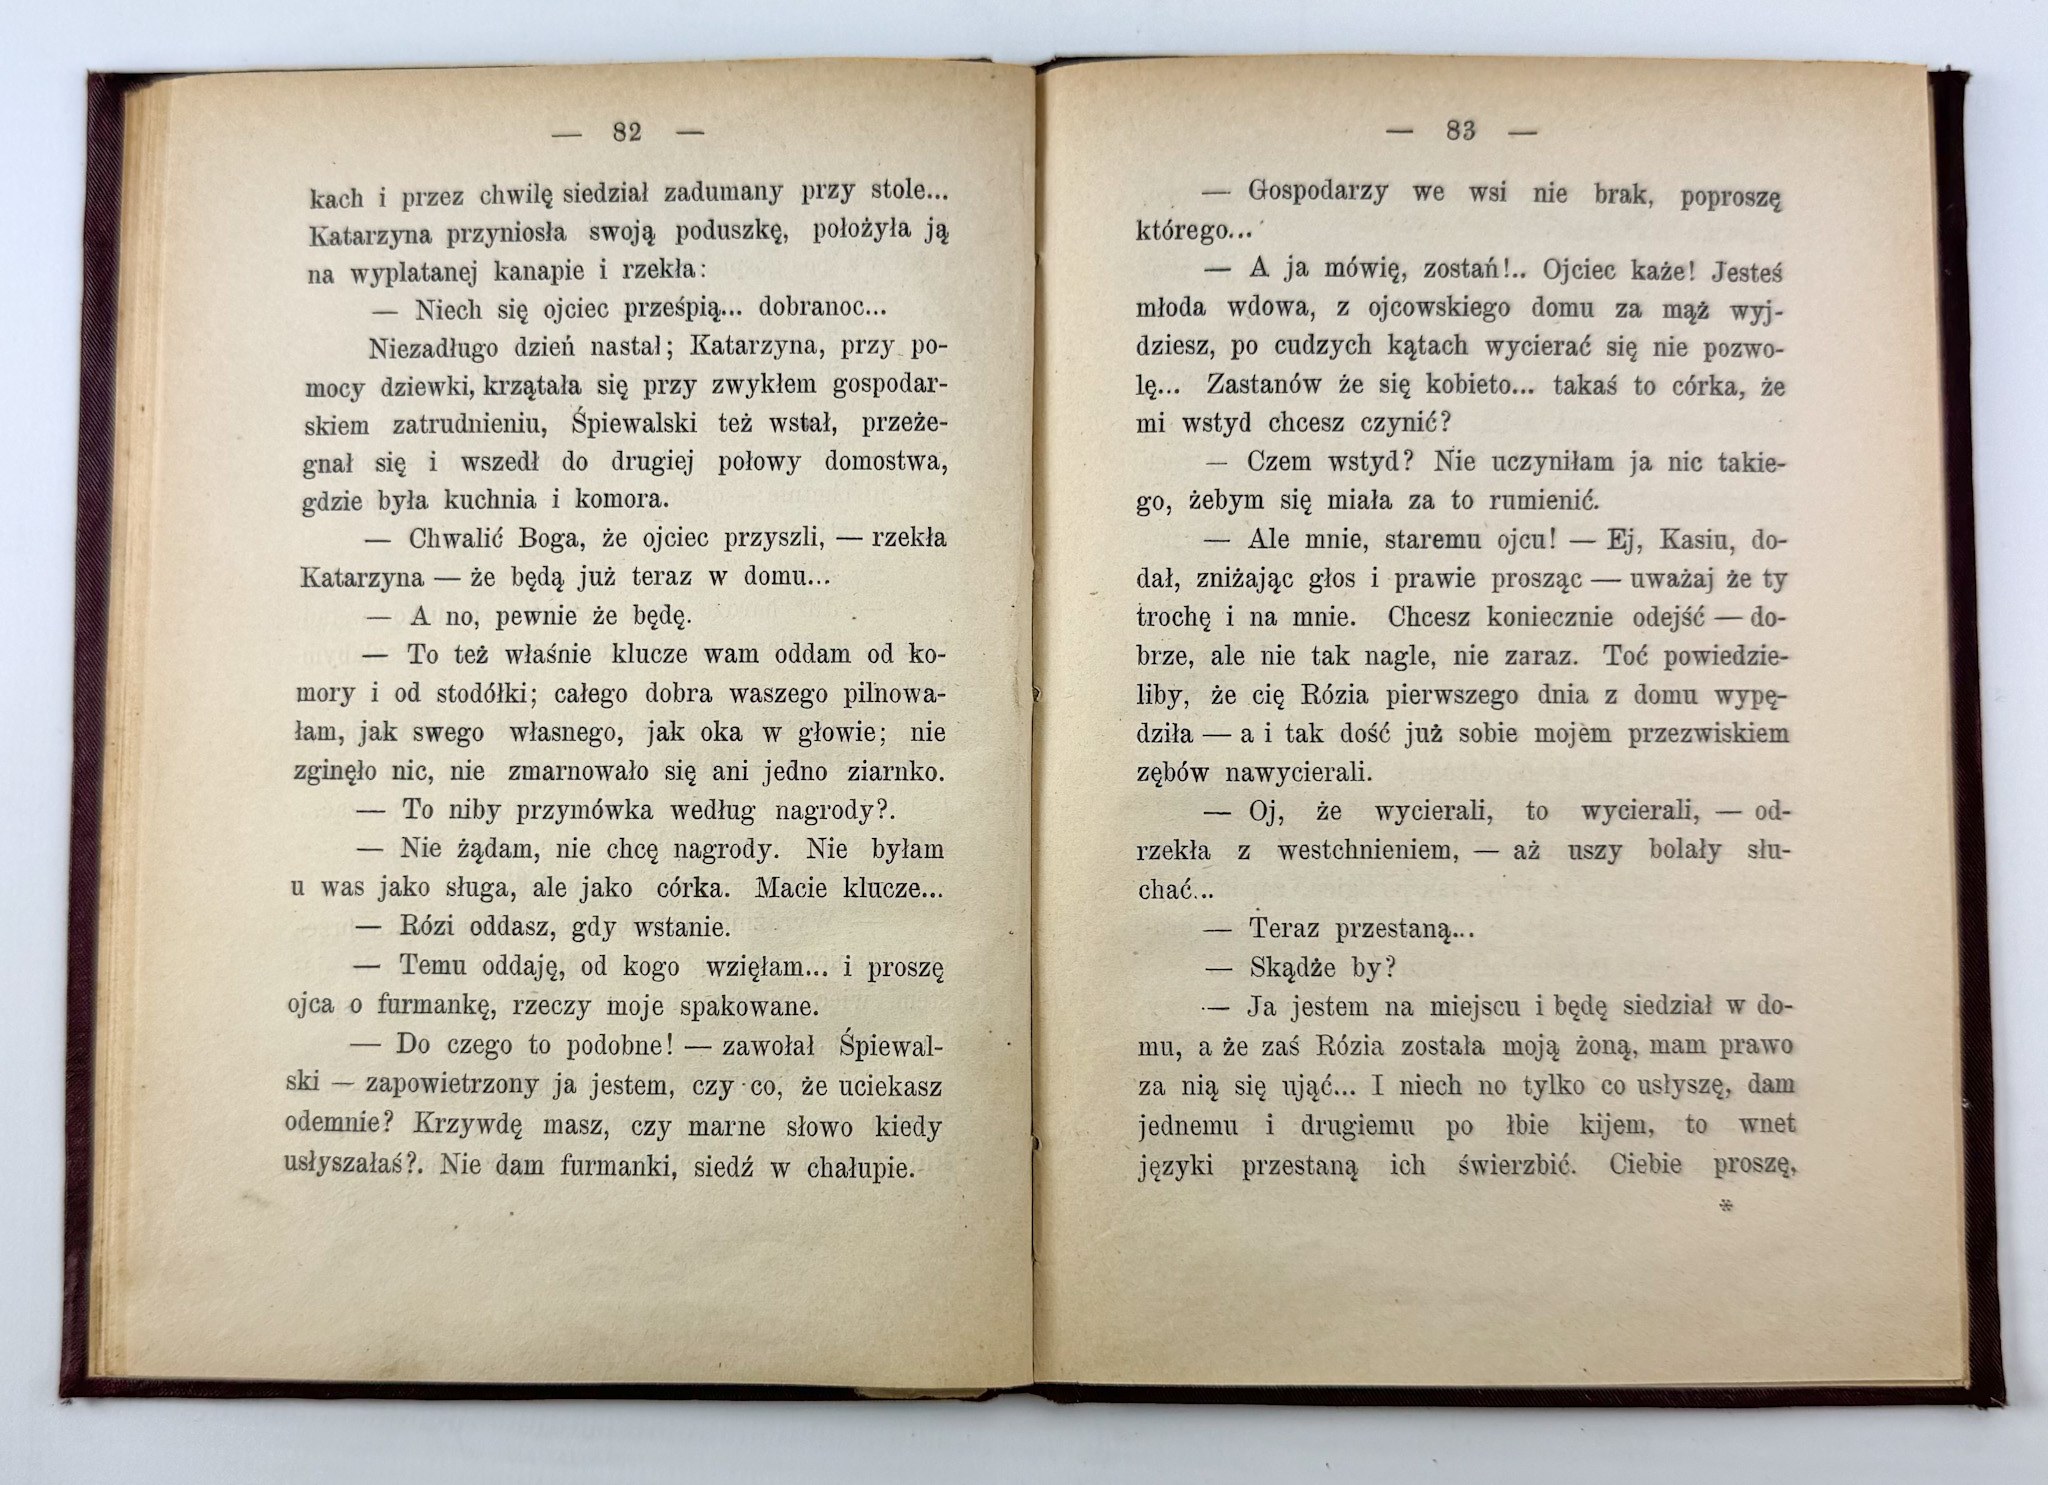 — 82 —
kach i przez chwilę siedział zadumany przy stole...
Katarzyna przyniosła swoją poduszkę, położyła ją
na wyplatanej kanapie i rzekła:
— Niech się ojciec prześpią... dobranoc...
Niezadługo dzień nastał; Katarzyna, przy po-
mocy dziewki, krzątała się przy zwykłem gospodar-
skiem zatrudnieniu, Śpiewalski też wstał, przeże-
gnał się i wszedł do drugiej połowy domostwa,
gdzie była kuchnia i komora.
— Chwalić Boga, że ojciec przyszli, — rzekła
Katarzyna — że będą już teraz w domu...
— A no, pewnie że będę.
— To też właśnie klucze wam oddam od ko-
mory i od stodółki; całego dobra waszego pilnowa-
łam, jak swego własnego, jak oka w głowie; nie
zginęło nic, nie zmarnowało się ani jedno ziarnko.
— To niby przymówka według nagrody?.
— Nie żądam, nie chcę nagrody. Nie byłam
u was jako sługa, ale jako córka. Macie klucze...
— Rózi oddasz, gdy wstanie.
— Temu oddaję, od kogo wzięłam... i proszę
ojca o furmankę, rzeczy moje spakowane.
— Do czego to podobne! — zawołał Śpiewal-
ski — zapowietrzony ja jestem, czy co, że uciekasz
odemnie? Krzywdę masz, czy marne słowo kiedy
usłyszałaś?. Nie dam furmanki, siedź w chałupie.
— 83 —
— Gospodarzy we wsi nie brak, poproszę
którego...
— A ja mówię, zostań!.. Ojciec każe! Jesteś
młoda wdowa, z ojcowskiego domu za mąż wyj-
dziesz, po cudzych kątach wycierać się nie pozwo-
lę... Zastanów że się kobieto... takaś to córka, że
mi wstyd chcesz czynić?
— Czem wstyd? Nie uczyniłam ja nic takie-
go, żebym się miała za to rumienić.
— Ale mnie, staremu ojcu! — Ej, Kasiu, do-
dał, zniżając głos i prawie prosząc — uważaj że ty
trochę i na mnie. Chcesz koniecznie odejść — do-
brze, ale nie tak nagle, nie zaraz. Toć powiedzie-
liby, że cię Rózia pierwszego dnia z domu wypę-
dziła — a i tak dość już sobie mojem przezwiskiem
zębów nawycierali.
— Oj, że wycierali, to wycierali, — od-
rzekła z westchnieniem, — aż uszy bolały słu-
chać...
— Teraz przestaną...
— Skądże by?
— Ja jestem na miejscu i będę siedział w do-
mu, a że zaś Rózia została moją żoną, mam prawo
za nią się ująć... I niech no tylko co usłyszę, dam
jednemu i drugiemu po łbie kijem, to wnet
języki przestaną ich świerzbić. Ciebie proszę,
*